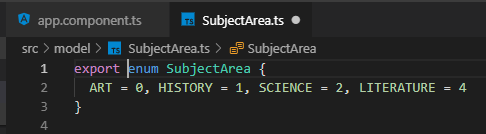 app.component.ts SubjectArea.ts
src > model > SubjectArea.ts > SubjectArea
1 export enum SubjectArea {
2 ART = 0, HISTORY = 1, SCIENCE = 2, LITERATURE = 4
3 }
4